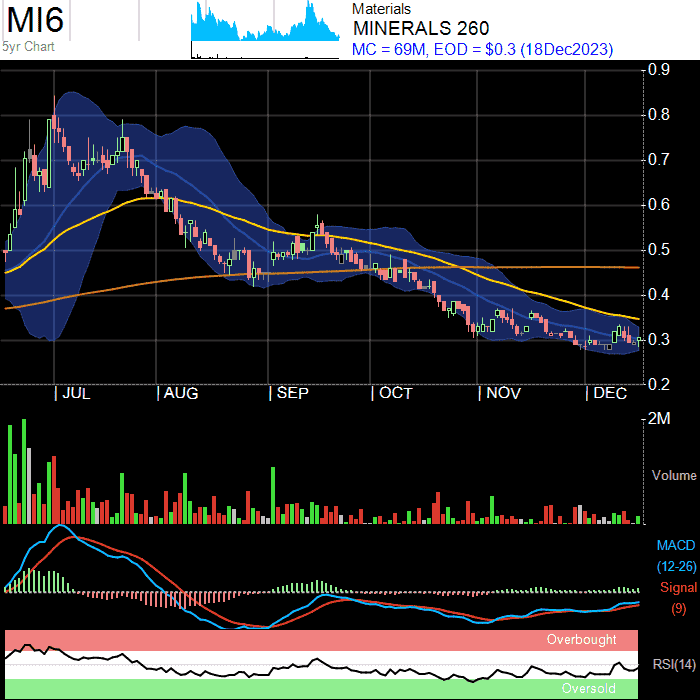 MI6
5yr Chart
Materials
MINERALS 260
MC = 69M, EOD = $0.3 (18Dec2023)
0.9
0.8
0.7
0.6
0.5
0.4
0.3
0.2
JUL AUG SEP OCT NOV DEC
2M
Volume
MACD
(12-26)
Signal
(9)
Overbought
RSI(14)
Oversold